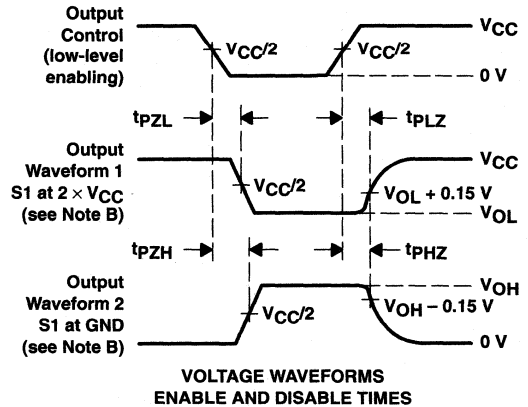 Output
Control
(low-level
enabling)
VCC/2
VCC/2
VCC
0 V
tPZL
tPLZ
Output
Waveform 1
S1 at 2 × VCC
(see Note B)
VCC/2
VCC
VOL + 0.15 V
VOL
tPZH
tPHZ
Output
Waveform 2
S1 at GND
(see Note B)
VCC/2
VOH
VOH – 0.15 V
0 V
VOLTAGE WAVEFORMS
ENABLE AND DISABLE TIMES